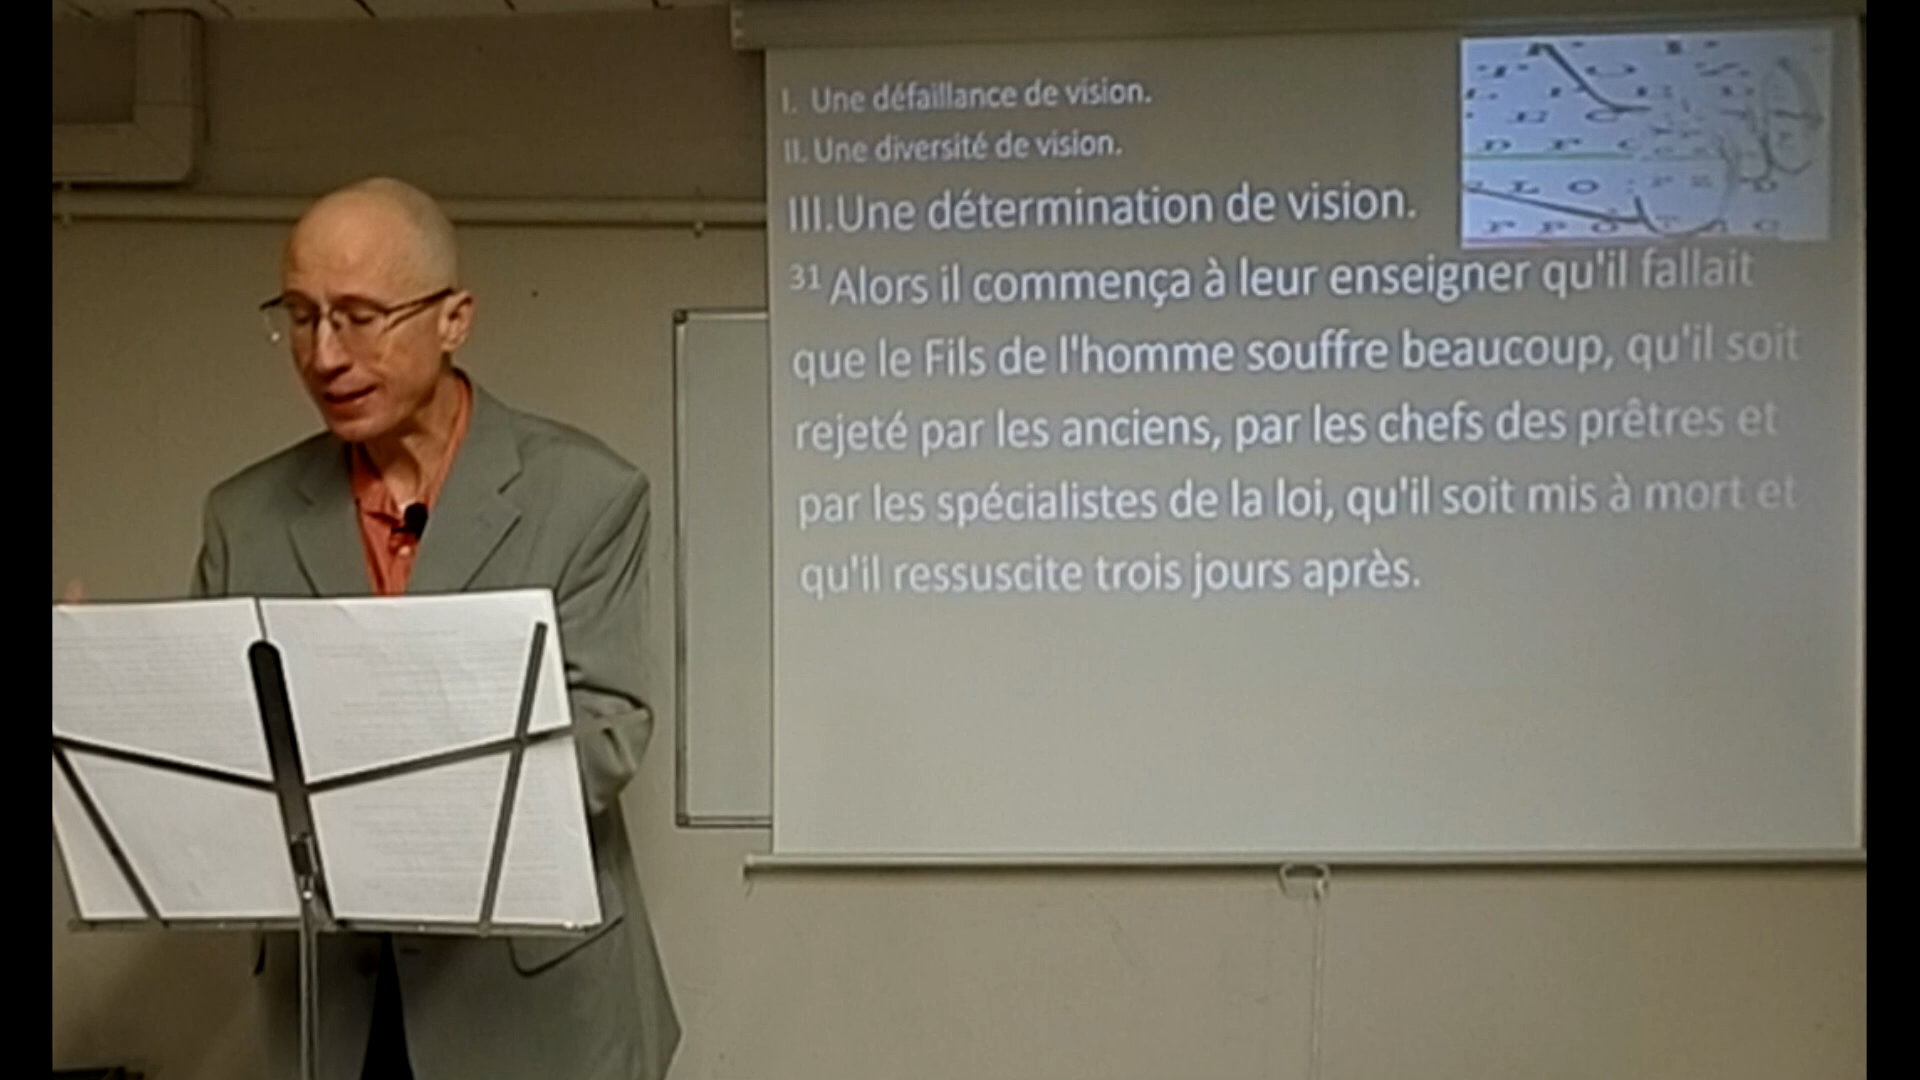 I. Une défaillance de vision.
II. Une diversité de vision.
III.Une détermination de vision.
31 Alors il commença à leur enseigner qu'il fallait
que le Fils de l'homme souffre beaucoup, qu'il soit
rejeté par les anciens, par les chefs des prêtres et
par les spécialistes de la loi, qu'il soit mis à mort et
qu'il ressuscite trois jours après.